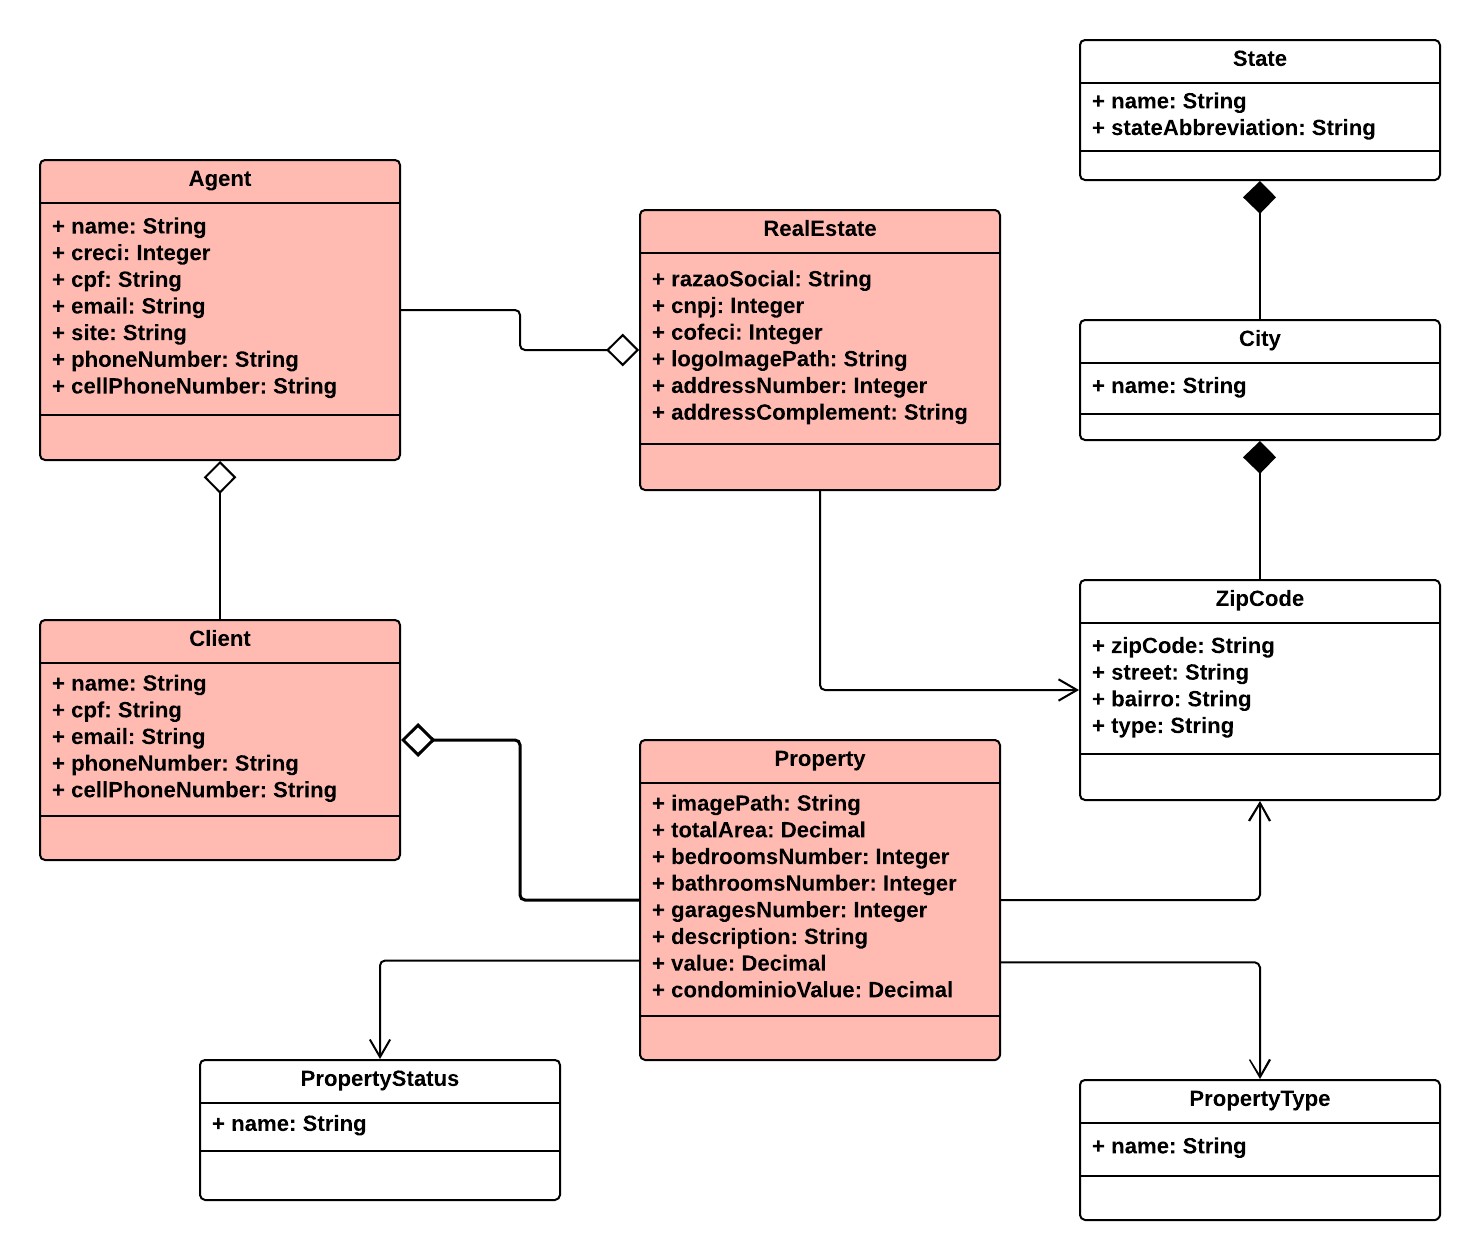 State
+ name: String
+ stateAbbreviation: String
Agent
+ name: String
+ creci: Integer
+ cpf: String
+ email: String
+ site: String
+ phoneNumber: String
+ cellPhoneNumber: String
RealEstate
+ razaoSocial: String
+ cnpj: Integer
+ cofeci: Integer
+ logoImagePath: String
+ addressNumber: Integer
+ addressComplement: String
City
+ name: String
ZipCode
+ zipCode: String
+ street: String
+ bairro: String
+ type: String
Client
+ name: String
+ cpf: String
+ email: String
+ phoneNumber: String
+ cellPhoneNumber: String
Property
+ imagePath: String
+ totalArea: Decimal
+ bedroomsNumber: Integer
+ bathroomsNumber: Integer
+ garagesNumber: Integer
+ description: String
+ value: Decimal
+ condominioValue: Decimal
PropertyStatus
+ name: String
PropertyType
+ name: String